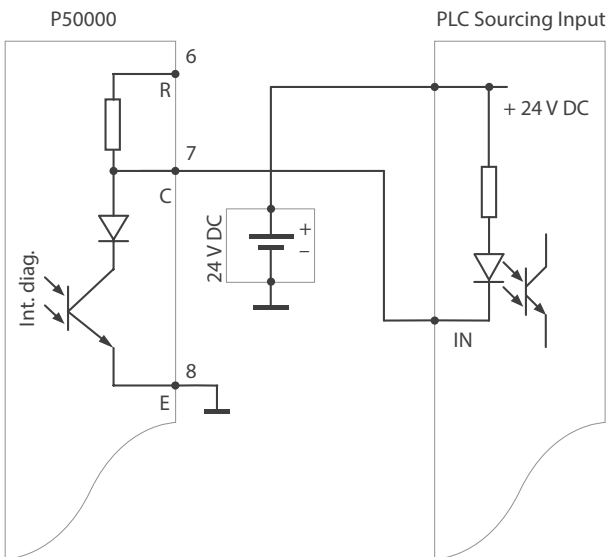 P50000
PLC Sourcing Input
6
R
+ 24 V DC
7
C
24 V DC
+
–
Int. diag.
IN
8
E